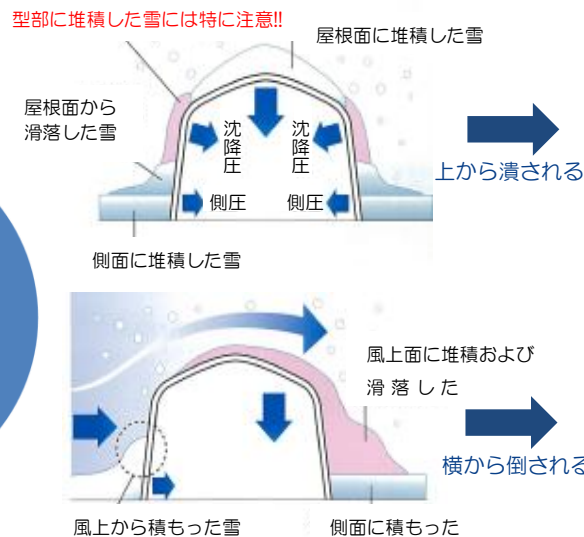 型部に堆積した雪には特に注意!!
屋根面に堆積した雪
屋根面から
滑落した雪
沈降圧
沈降圧
上から潰される
側圧
側圧
側面に堆積した雪
風上面に堆積および
滑落した
横から倒される
風上から積もった雪
側面に積もった